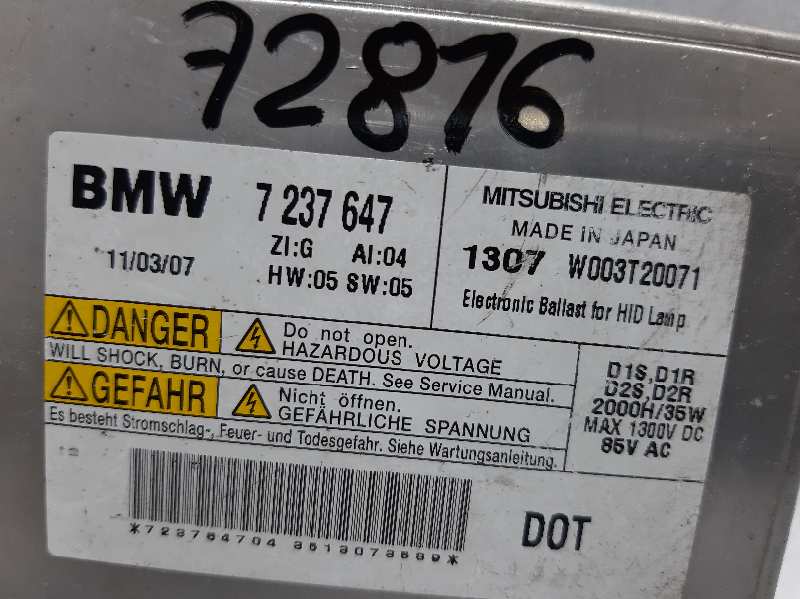 72876
BMW 7 237 647
11/03/07
ZI:G AI:04
HW:05 SW:05
MITSUBISHI ELECTRIC
MADE IN JAPAN
1307 W003T20071
Electronic Ballast for HID Lamp
DANGER
Do not open.
HAZARDOUS VOLTAGE
WILL SHOCK, BURN, or cause DEATH. See Service Manual.
GEFAHR
Nicht öffnen.
GEFÄHRLICHE SPANNUNG
Es besteht Stromschlag-, Feuer- und Todesgefahr. Siehe Wartungsanleitung.
D1S,D1R
D2S,D2R
2000H/35W
MAX 1300V DC
85V AC
DOT